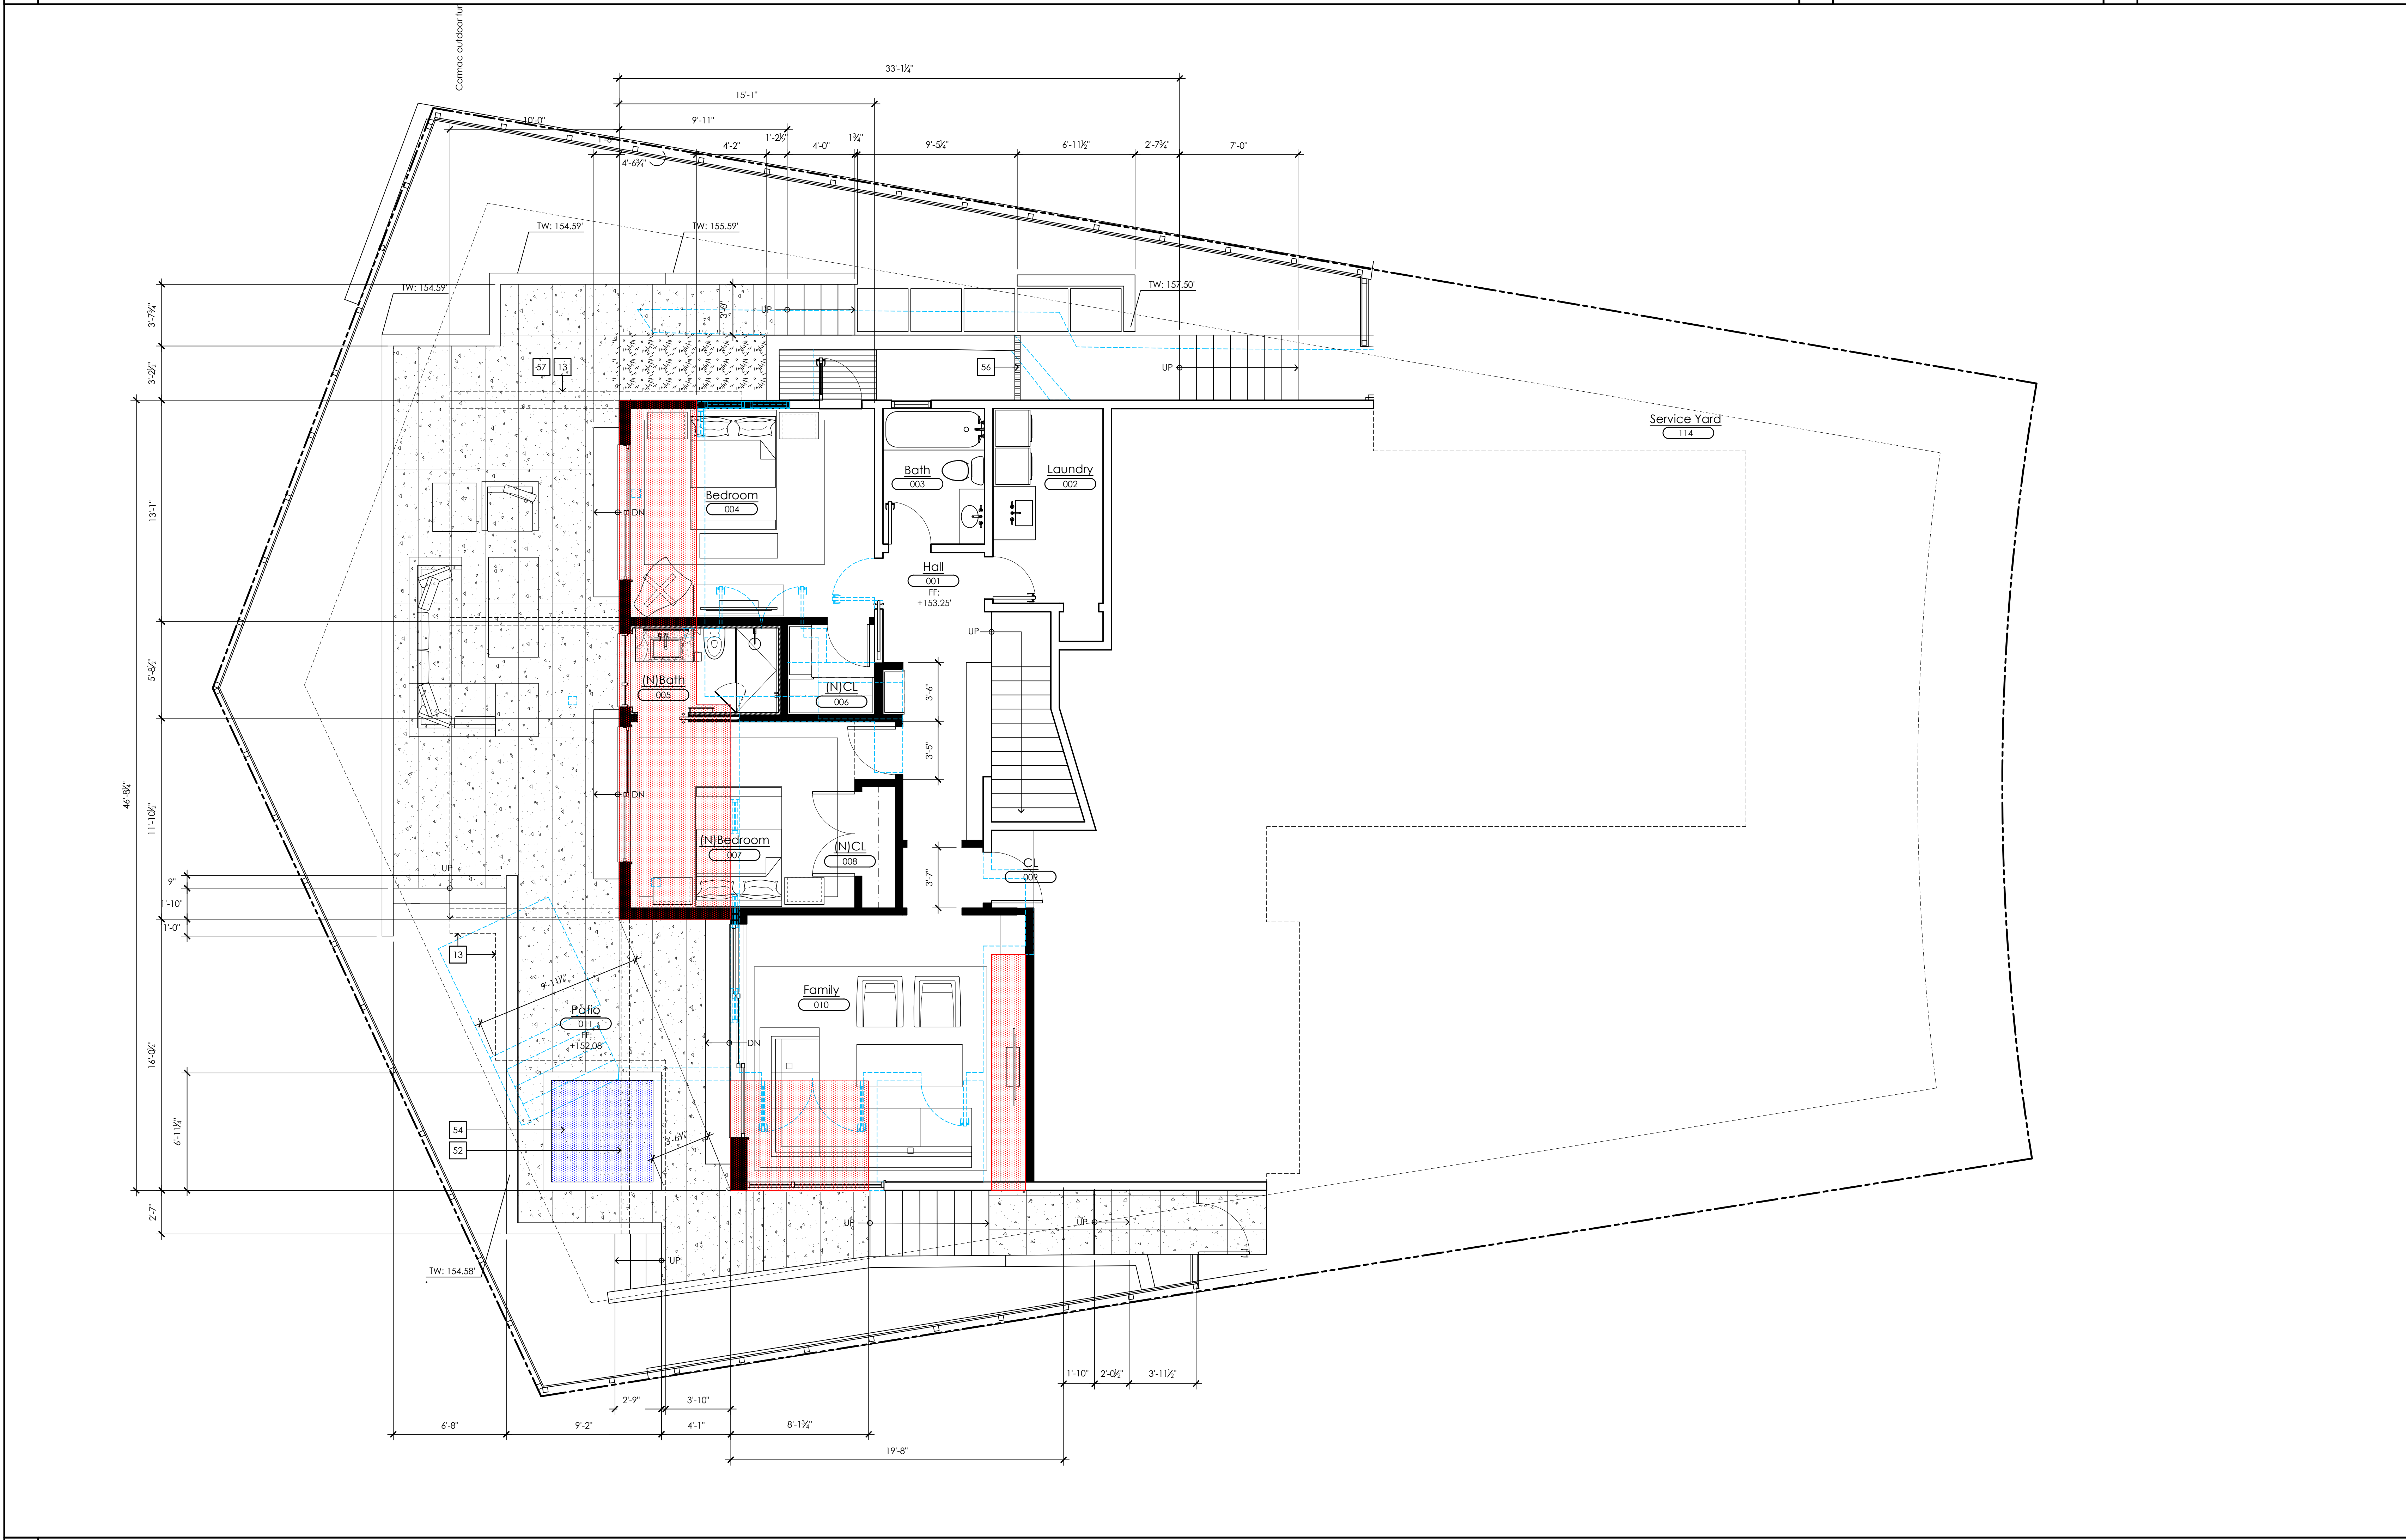 Cormac outdoor fur
33'-1¼"
15'-1"
10'-0"
9'-11"
1'-6"
4'-6¾"
4'-2"
1'-2½"
4'-0"
1¾"
9'-5¼"
6'-11½"
2'-7¾"
7'-0"
TW: 154.59'
TW: 155.59'
TW: 154.59'
TW: 157.50'
3'-7¾"
3'-0"
UP
3'-2½"
57
13
56
UP
Service Yard
114
Bath
003
Laundry
002
Bedroom
004
13'-1"
DN
Hall
001
FF:
+153.25'
UP
5'-8½"
(N)Bath
005
(N)CL
006
3'-6"
3'-5"
46'-8¼"
11'-10½"
DN
(N)Bedroom
007
(N)CL
008
CL
009
3'-7"
UP
9"
1'-10"
1'-0"
13
9'-11¼"
Family
010
Patio
011
FF:
+152.08'
DN
16'-0¼"
6'-11¼"
54
52
2'-7"
UP
UP
UP
TW: 154.58'
1'-10"
2'-0½"
3'-11½"
2'-9"
3'-10"
6'-8"
9'-2"
4'-1"
8'-1¾"
19'-8"